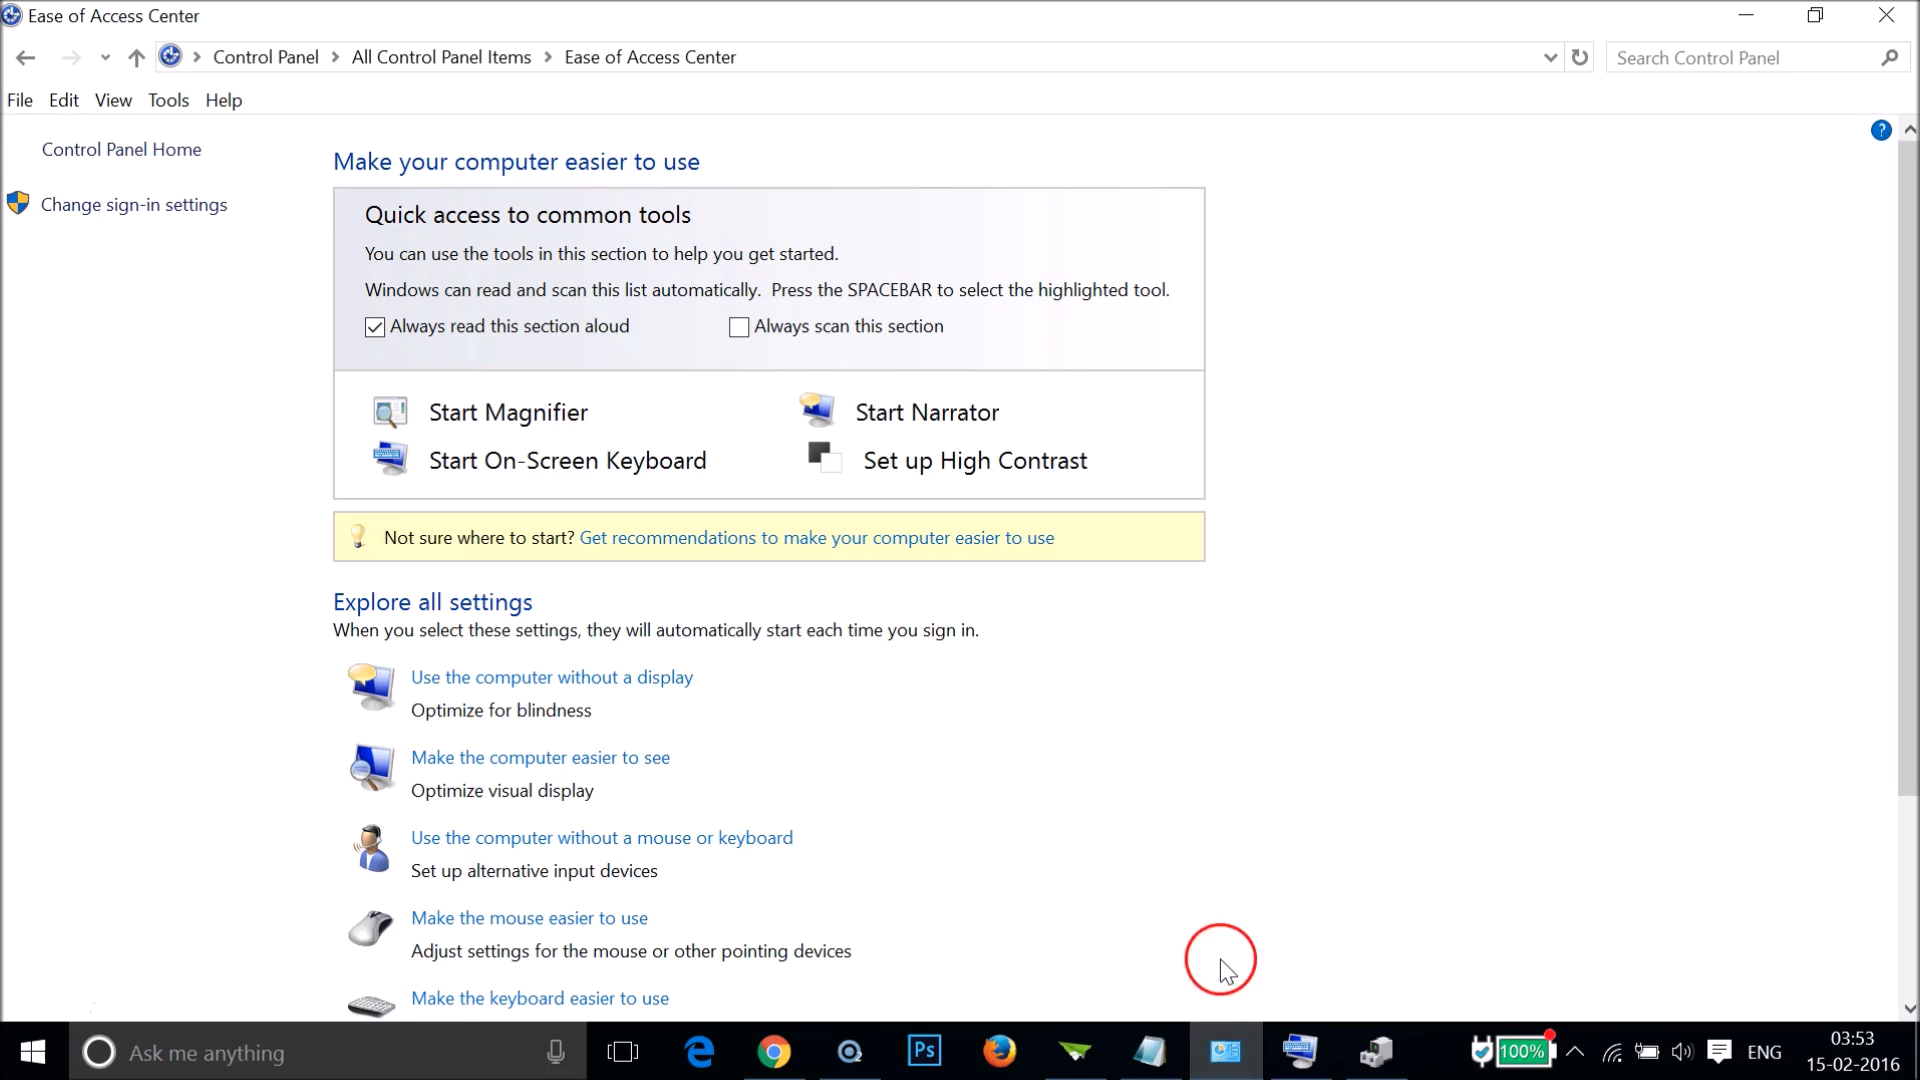 Ease of Access Center
Control Panel > All Control Panel Items > Ease of Access Center
Search Control Panel
File Edit View Tools Help
Control Panel Home
Change sign-in settings
Make your computer easier to use
Quick access to common tools
You can use the tools in this section to help you get started.
Windows can read and scan this list automatically. Press the SPACEBAR to select the highlighted tool.
Always read this section aloud
Always scan this section
Start Magnifier
Start Narrator
Start On-Screen Keyboard
Set up High Contrast
Not sure where to start? Get recommendations to make your computer easier to use
Explore all settings
When you select these settings, they will automatically start each time you sign in.
Use the computer without a display
Optimize for blindness
Make the computer easier to see
Optimize visual display
Use the computer without a mouse or keyboard
Set up alternative input devices
Make the mouse easier to use
Adjust settings for the mouse or other pointing devices
Make the keyboard easier to use
Ask me anything
Ps
100%
ENG
03:53
15-02-2016